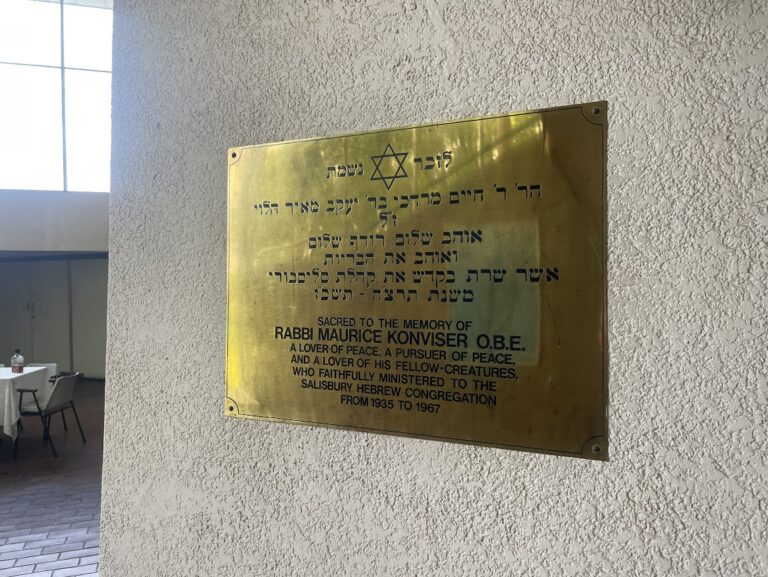 לזכר נשמת
הר' ר' חיים מרדכי בר' יעקב מאיר הלוי
ז"ל
אוהב שלום רודף שלום
ואוהב את הבריות
אשר שרת בקדש את קהלת סליסבורי
משנת תרצה - תשכז
SACRED TO THE MEMORY OF
RABBI MAURICE KONVISER O.B.E.
A LOVER OF PEACE, A PURSUER OF PEACE,
AND A LOVER OF HIS FELLOW-CREATURES,
WHO FAITHFULLY MINISTERED TO THE
SALISBURY HEBREW CONGREGATION
FROM 1935 TO 1967